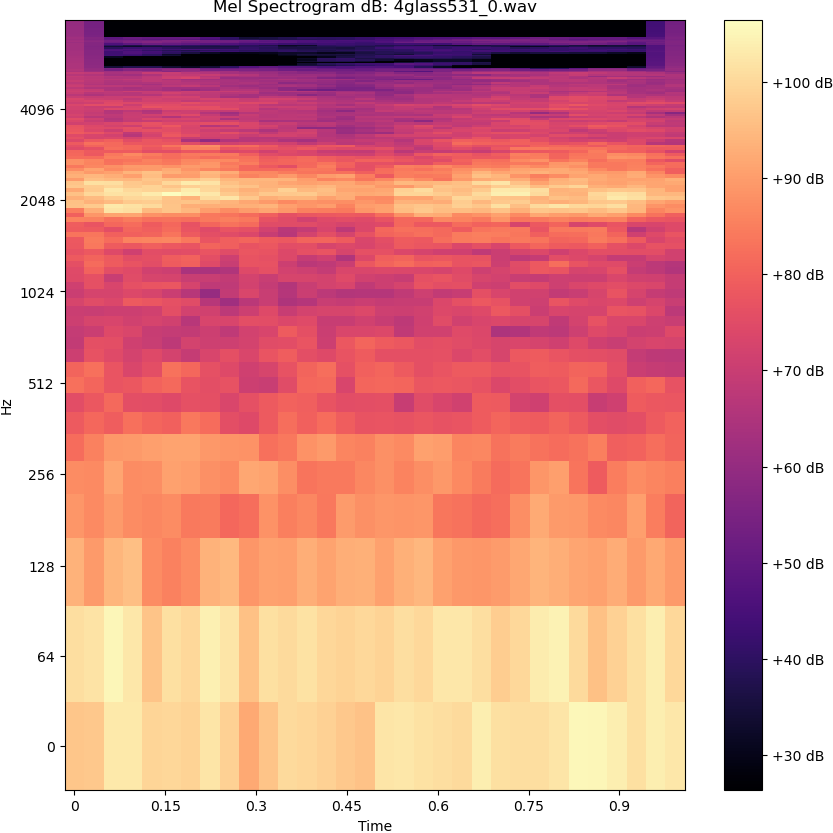 Mel Spectrogram dB: 4glass531_0.wav
Hz
4096
2048
1024
512
256
128
64
0
0 0.15 0.3 0.45 0.6 0.75 0.9
Time
+100 dB
+90 dB
+80 dB
+70 dB
+60 dB
+50 dB
+40 dB
+30 dB